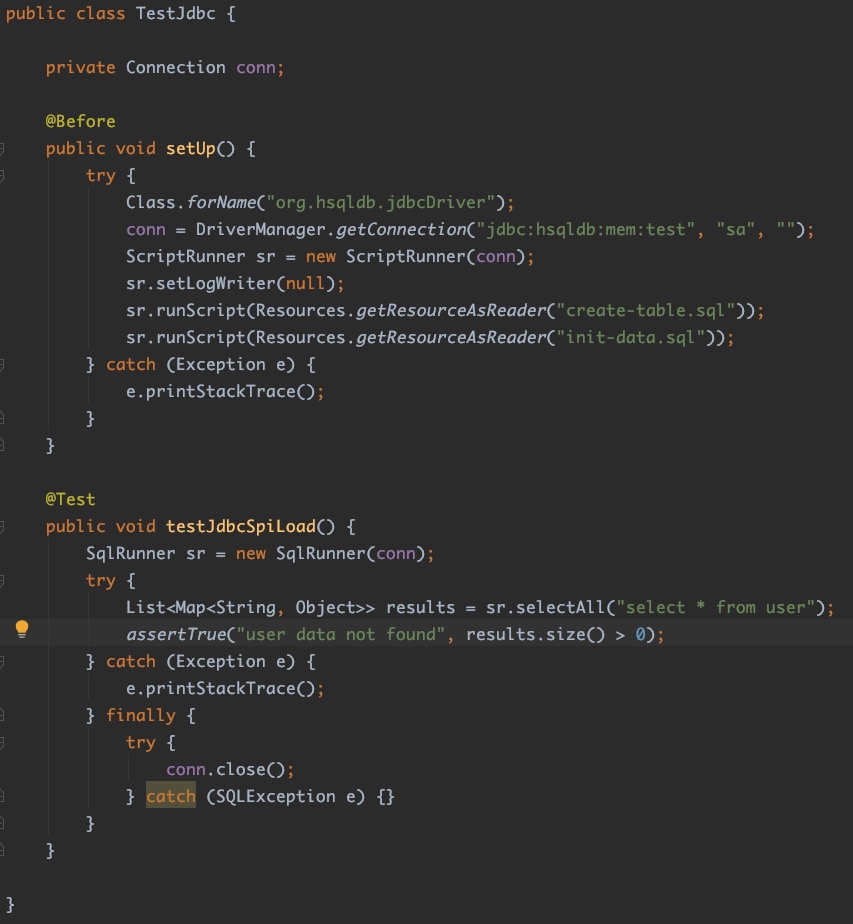 public class TestJdbc {
private Connection conn;
@Before
public void setUp() {
try {
Class.forName("org.hsqldb.jdbcDriver");
conn = DriverManager.getConnection("jdbc:hsqldb:mem:test", "sa", "");
ScriptRunner sr = new ScriptRunner(conn);
sr.setLogWriter(null);
sr.runScript(Resources.getResourceAsReader("create-table.sql"));
sr.runScript(Resources.getResourceAsReader("init-data.sql"));
} catch (Exception e) {
e.printStackTrace();
}
}
@Test
public void testJdbcSpiLoad() {
SqlRunner sr = new SqlRunner(conn);
try {
List<Map<String, Object>> results = sr.selectAll("select * from user");
assertTrue("user data not found", results.size() > 0);
} catch (Exception e) {
e.printStackTrace();
} finally {
try {
conn.close();
} catch (SQLException e) {}
}
}
}